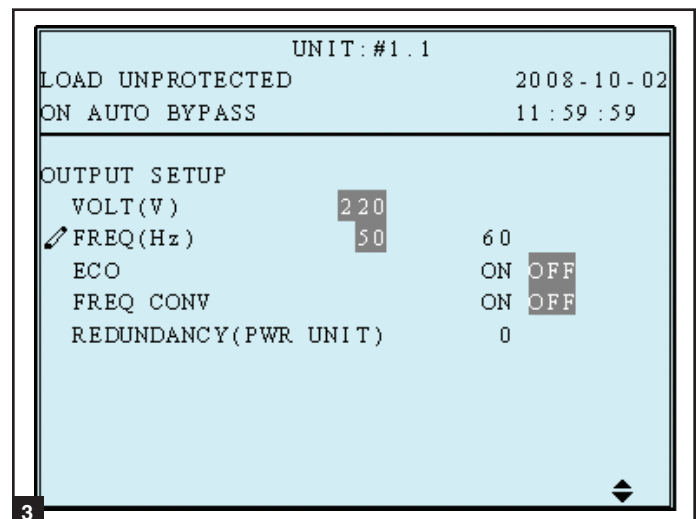 UNIT:#1.1
LOAD UNPROTECTED 2008-10-02
ON AUTO BYPASS 11:59:59
OUTPUT SETUP
VOLT(V) 220
FREQ(Hz) 50 60
ECO ON OFF
FREQ CONV ON OFF
REDUNDANCY(PWR UNIT) 0
3